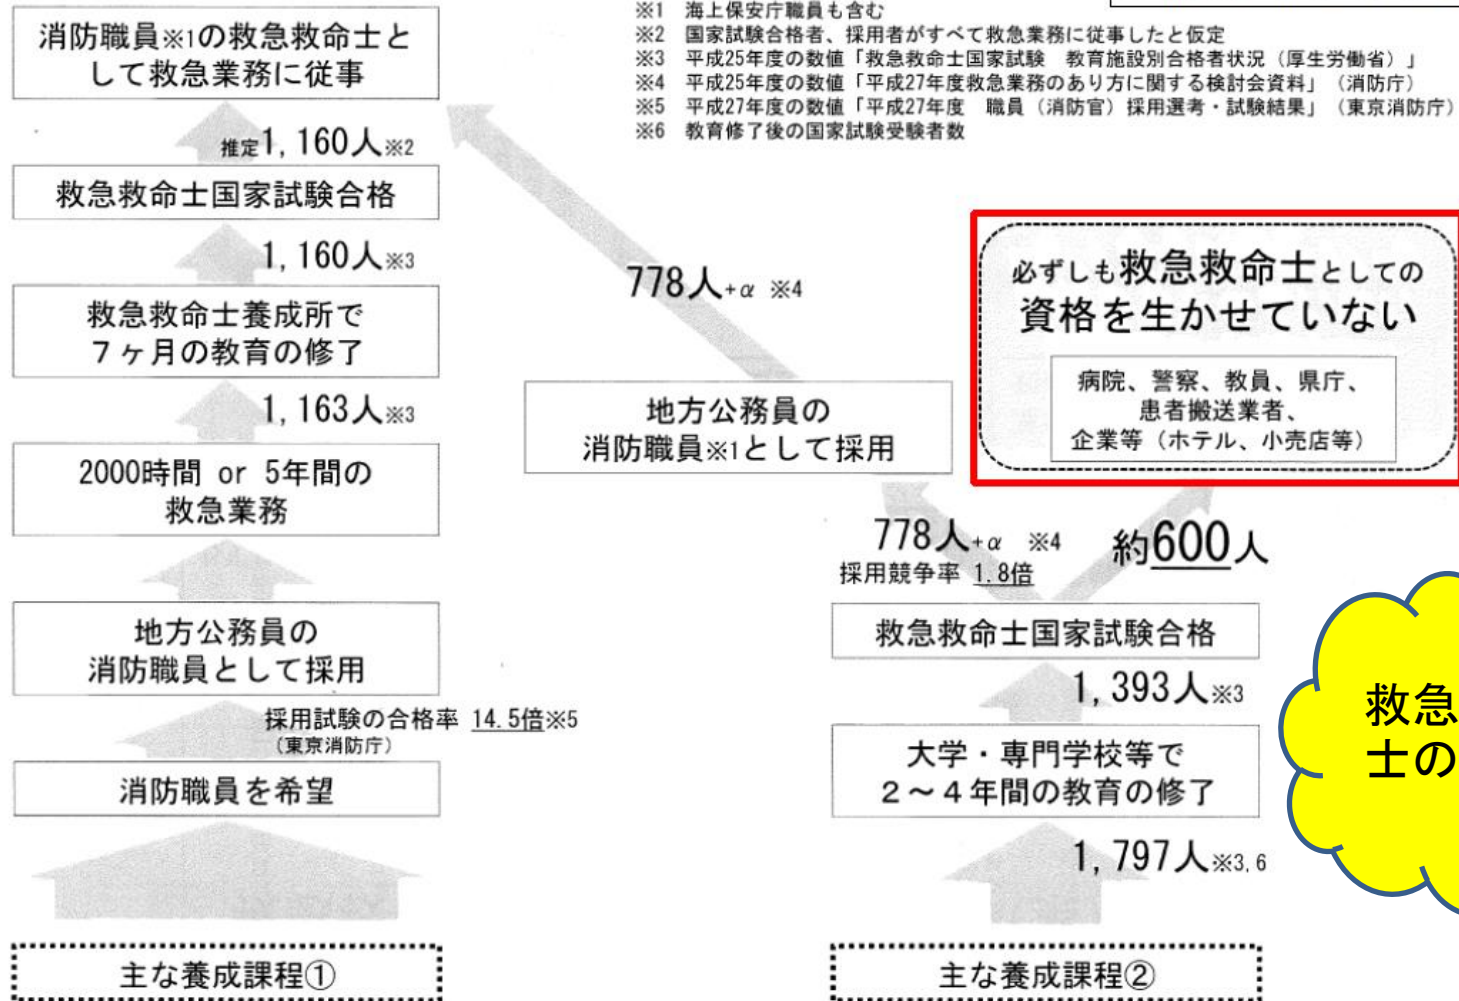 ※1 海上保安庁職員も含む
※2 国家試験合格者、採用者がすべて救急業務に従事したと仮定
※3 平成25年度の数値「救急救命士国家試験 教育施設別合格者状況（厚生労働省）」
※4 平成25年度の数値「平成27年度救急業務のあり方に関する検討会資料」（消防庁）
※5 平成27年度の数値「平成27年度 職員（消防官）採用選考・試験結果」（東京消防庁）
※6 教育修了後の国家試験受験者数
消防職員※1の救急救命士と
して救急業務に従事
推定1,160人※2
救急救命士国家試験合格
1,160人※3
救急救命士養成所で
７ヶ月の教育の修了
1,163人※3
2000時間 or 5年間の
救急業務
地方公務員の
消防職員として採用
採用試験の合格率 14.5倍※5
（東京消防庁）
消防職員を希望
主な養成課程①
778人+α ※4
地方公務員の
消防職員※1として採用
必ずしも救急救命士としての
資格を生かせていない
病院、警察、教員、県庁、
患者搬送業者、
企業等（ホテル、小売店等）
778人+α ※4
採用競争率 1.8倍
約600人
救急救命士国家試験合格
1,393人※3
大学・専門学校等で
２～４年間の教育の修了
1,797人※3,6
主な養成課程②
救急
士の